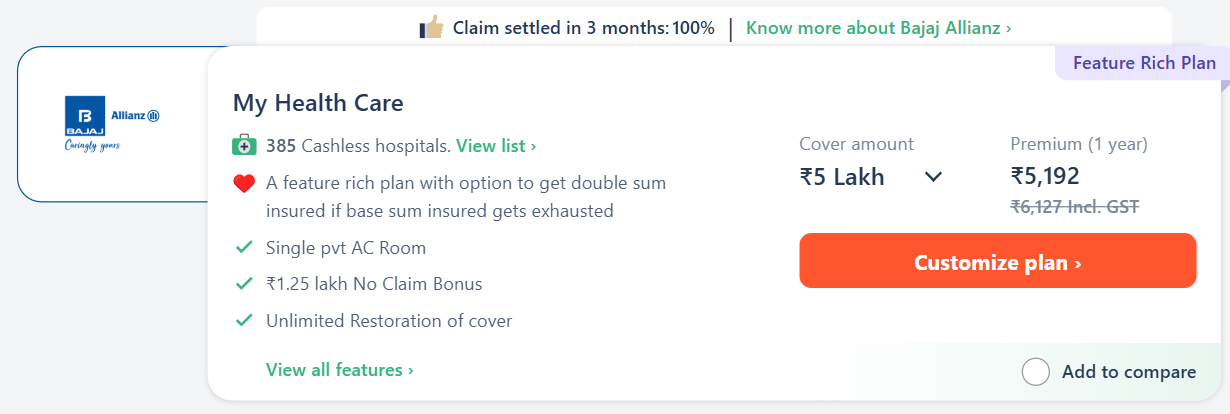 Claim settled in 3 months: 100% | Know more about Bajaj Allianz ›
Feature Rich Plan
B
BAJAJ
Allianz
Caringly yours
My Health Care
385 Cashless hospitals. View list ›
A feature rich plan with option to get double sum
insured if base sum insured gets exhausted
Single pvt AC Room
₹1.25 lakh No Claim Bonus
Unlimited Restoration of cover
View all features ›
Cover amount
₹5 Lakh
Premium (1 year)
₹5,192
₹6,127 Incl. GST
Customize plan ›
Add to compare